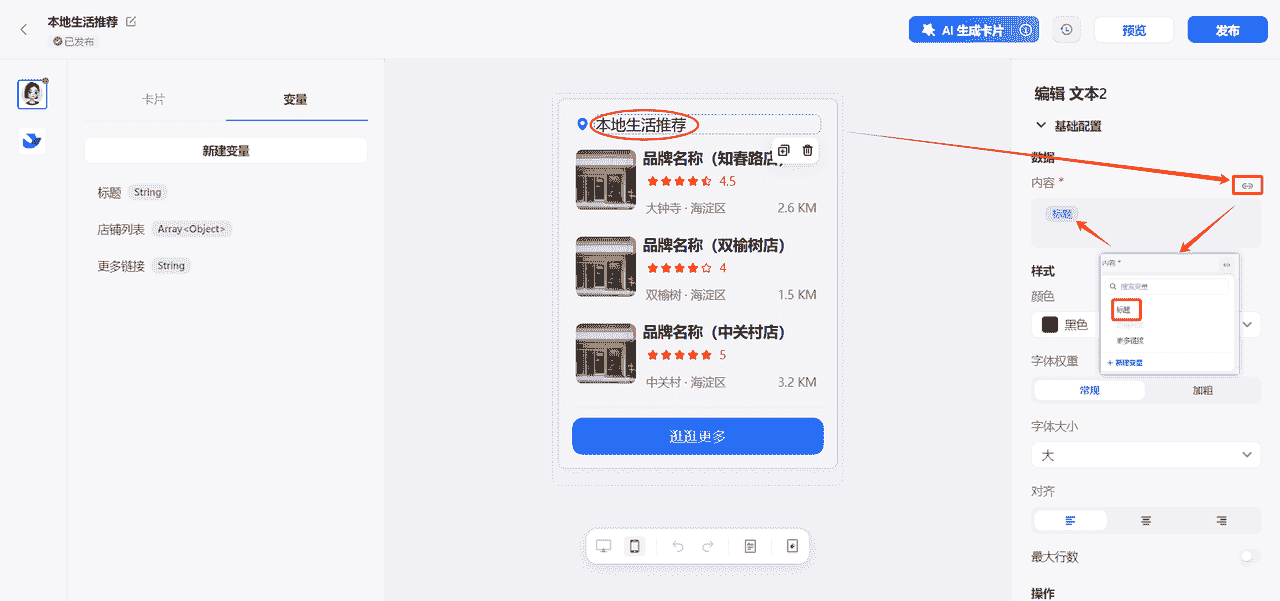 本地生活推荐
已发布
AI 生成卡片
预览
发布
卡片
变量
新建变量
标题 String
店铺列表 Array<Object>
更多链接 String
本地生活推荐
品牌名称（知春路店）
4.5
大钟寺 · 海淀区 2.6 KM
品牌名称（双榆树店）
4
双榆树 · 海淀区 1.5 KM
品牌名称（中关村店）
5
中关村 · 海淀区 3.2 KM
逛逛更多
编辑 文本2
基础配置
数据
内容 *
标题
内容 *
搜索变量
标题
更多链接
+ 新建变量
样式
颜色
黑色
字体权重
常规 加粗
字体大小
大
对齐
最大行数
操作